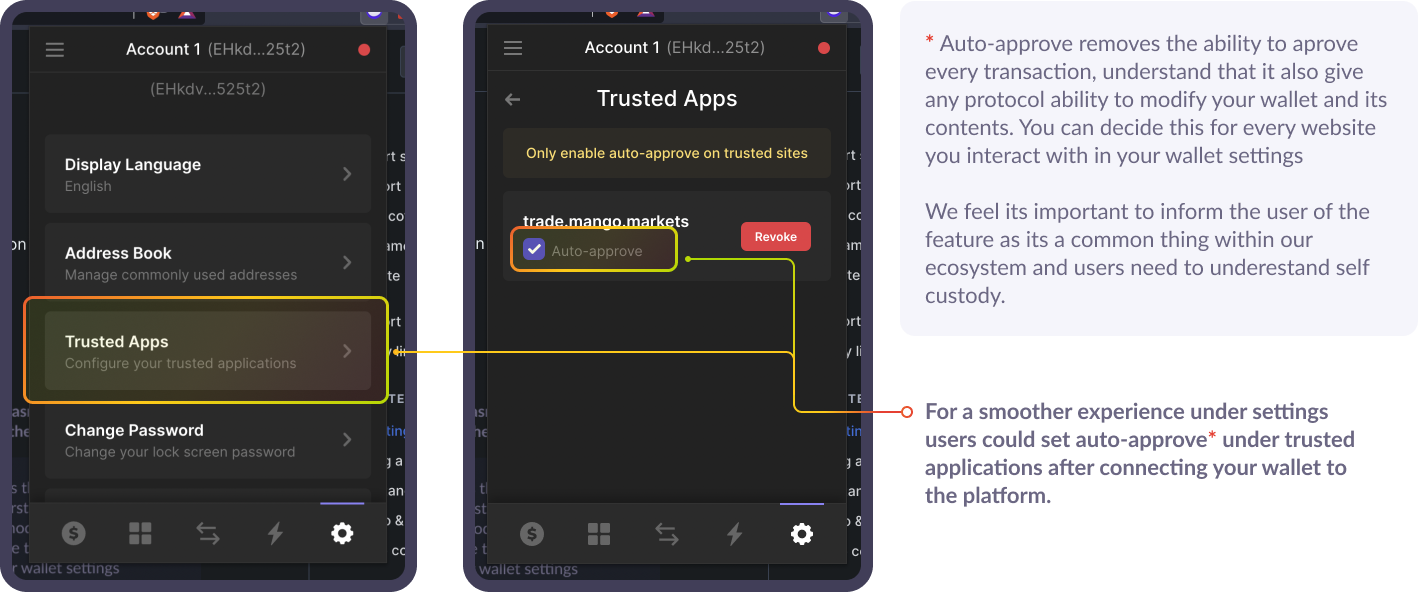 Account 1 (EHkd...25t2)
(EHkdv...525t2)
Display Language
English
Address Book
Manage commonly used addresses
Trusted Apps
Configure your trusted applications
Change Password
Change your lock screen password
wallet settings
Account 1 (EHkd...25t2)
Trusted Apps
Only enable auto-approve on trusted sites
trade.mango.markets
Auto-approve
Revoke
wallet settings
* Auto-approve removes the ability to aprove
every transaction, understand that it also give
any protocol ability to modify your wallet and its
contents. You can decide this for every website
you interact with in your wallet settings
We feel its important to inform the user of the
feature as its a common thing within our
ecosystem and users need to underestand self
custody.
For a smoother experience under settings
users could set auto-approve* under trusted
applications after connecting your wallet to
the platform.